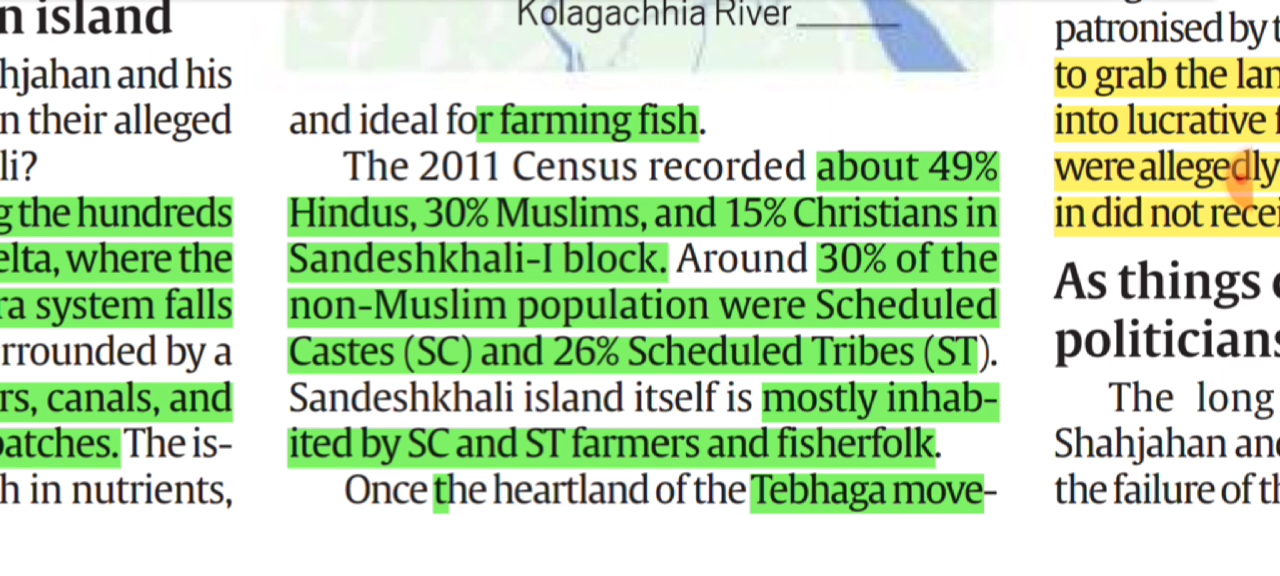 n island
hjahan and his
n their alleged
li?
g the hundreds
elta, where the
ra system falls
rrounded by a
rs, canals, and
patches. The is-
h in nutrients,
Kolagachhia River
and ideal for farming fish.
The 2011 Census recorded about 49%
Hindus, 30% Muslims, and 15% Christians in
Sandeshkhali-I block. Around 30% of the
non-Muslim population were Scheduled
Castes (SC) and 26% Scheduled Tribes (ST).
Sandeshkhali island itself is mostly inhab-
ited by SC and ST farmers and fisherfolk.
Once the heartland of the Tebhaga move-
patronised by t
to grab the lan
into lucrative f
were allegedly
in did not recei
As things
politicians
The long
Shahjahan and
the failure of th